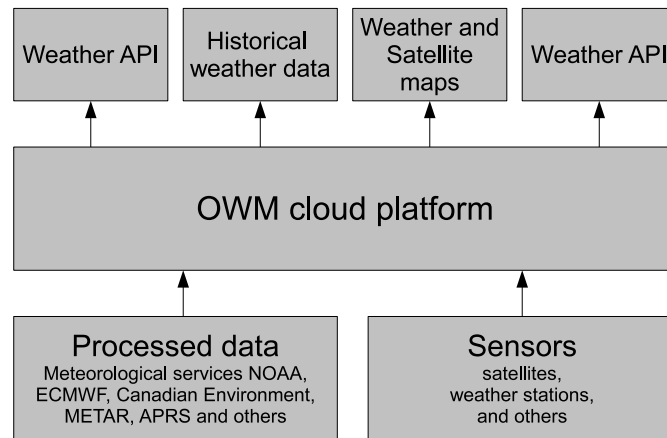 Weather API
Historical
weather data
Weather and
Satellite
maps
Weather API
OWM cloud platform
Processed data
Meteorological services NOAA,
ECMWF, Canadian Environment,
METAR, APRS and others
Sensors
satellites,
weather stations,
and others